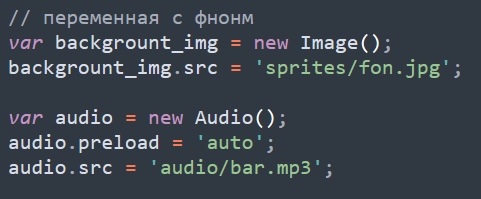 // переменная с фнонм
var backgrount_img = new Image();
backgrount_img.src = 'sprites/fon.jpg';
var audio = new Audio();
audio.preload = 'auto';
audio.src = 'audio/bar.mp3';